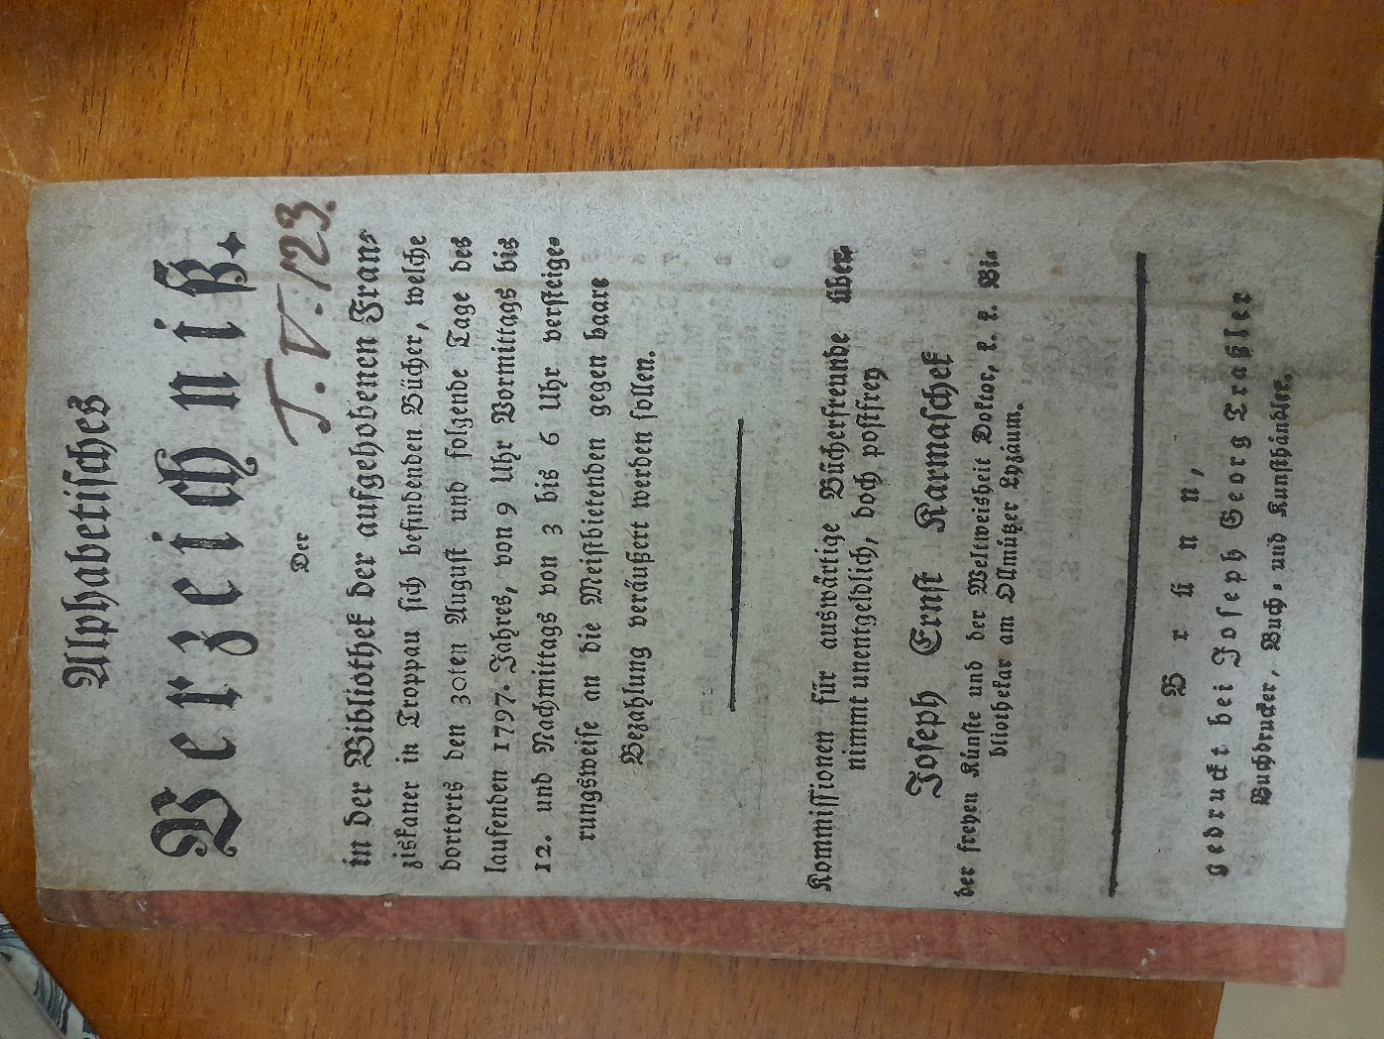 Alphabetisches
Verzeichniß.
J. V. 123.
Der
in der Bibliothek der aufgehobenen Fran-
ziskaner in Troppau sich befindenden Bücher, welche
dortorts den 30ten August und folgende Tage des
laufenden 1797. Jahres, von 9 Uhr Vormittags bis
12. und Nachmittags von 3 bis 6 Uhr versteige-
rungsweise an die Meistbietenden gegen baare
Bezahlung veräußert werden sollen.
Kommissionen für auswärtige Bücherfreunde über-
nimmt unentgeldlich, doch postfrey
Joseph Ernst Karmaschek
der freyen Künste und der Weltweisheit Doktor, k. k. Bi-
bliothekar am Ollmützer Lyzäum.
Brünn,
gedruckt bei Joseph Georg Traßler
Buchdrucker, Buch- und Kunsthändler.